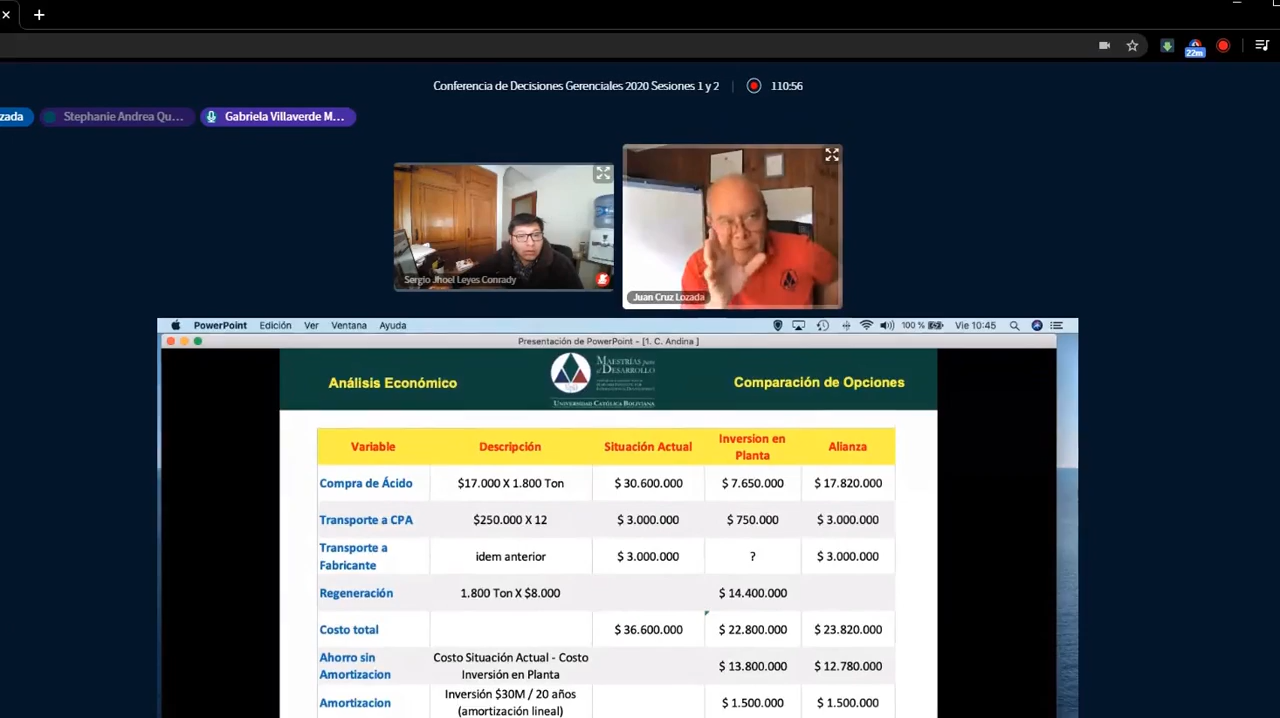 22m
Conferencia de Decisiones Gerenciales 2020 Sesiones 1 y 2
110:56
zada
Stephanie Andrea Qu...
Gabriela Villaverde M...
Sergio Jhoel Leyes Conrady
Juan Cruz Lozada
PowerPoint Edición Ver Ventana Ayuda
100 % Vie 10:45
Presentación de PowerPoint - [1. C. Andina ]
Análisis Económico
MAESTRÍAS para el DESARROLLO
UNIVERSIDAD CATÓLICA BOLIVIANA
Comparación de Opciones
Variable Descripción Situación Actual Inversion en Planta Alianza
Compra de Ácido $17.000 X 1.800 Ton $ 30.600.000 $ 7.650.000 $ 17.820.000
Transporte a CPA $250.000 X 12 $ 3.000.000 $ 750.000 $ 3.000.000
Transporte a Fabricante idem anterior $ 3.000.000 ? $ 3.000.000
Regeneración 1.800 Ton X $8.000 $ 14.400.000
Costo total $ 36.600.000 $ 22.800.000 $ 23.820.000
Ahorro sin Amortizacion Costo Situación Actual - Costo Inversión en Planta $ 13.800.000 $ 12.780.000
Amortizacion Inversión $30M / 20 años (amortización lineal) $ 1.500.000 $ 1.500.000